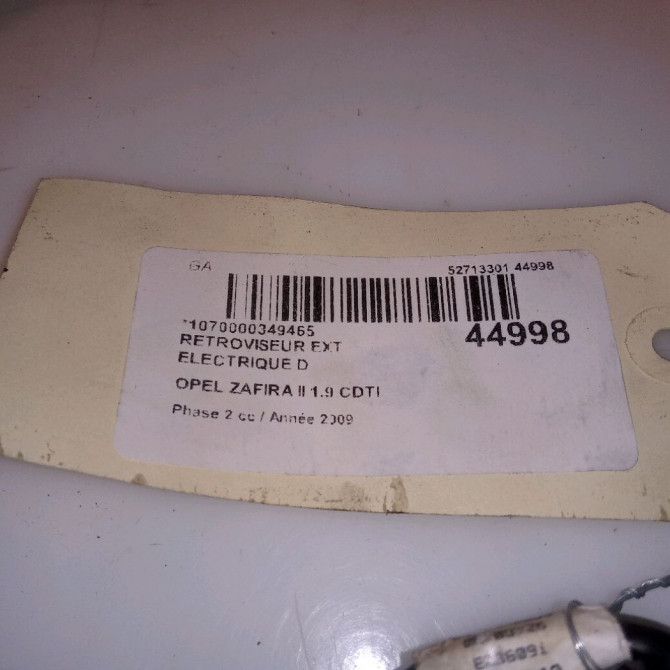 GA
52713301 44998
*1070000349465
44998
RETROVISEUR EXT
ELECTRIQUE D
OPEL ZAFIRA II 1.9 CDTI
Phase 2 cc / Année 2009